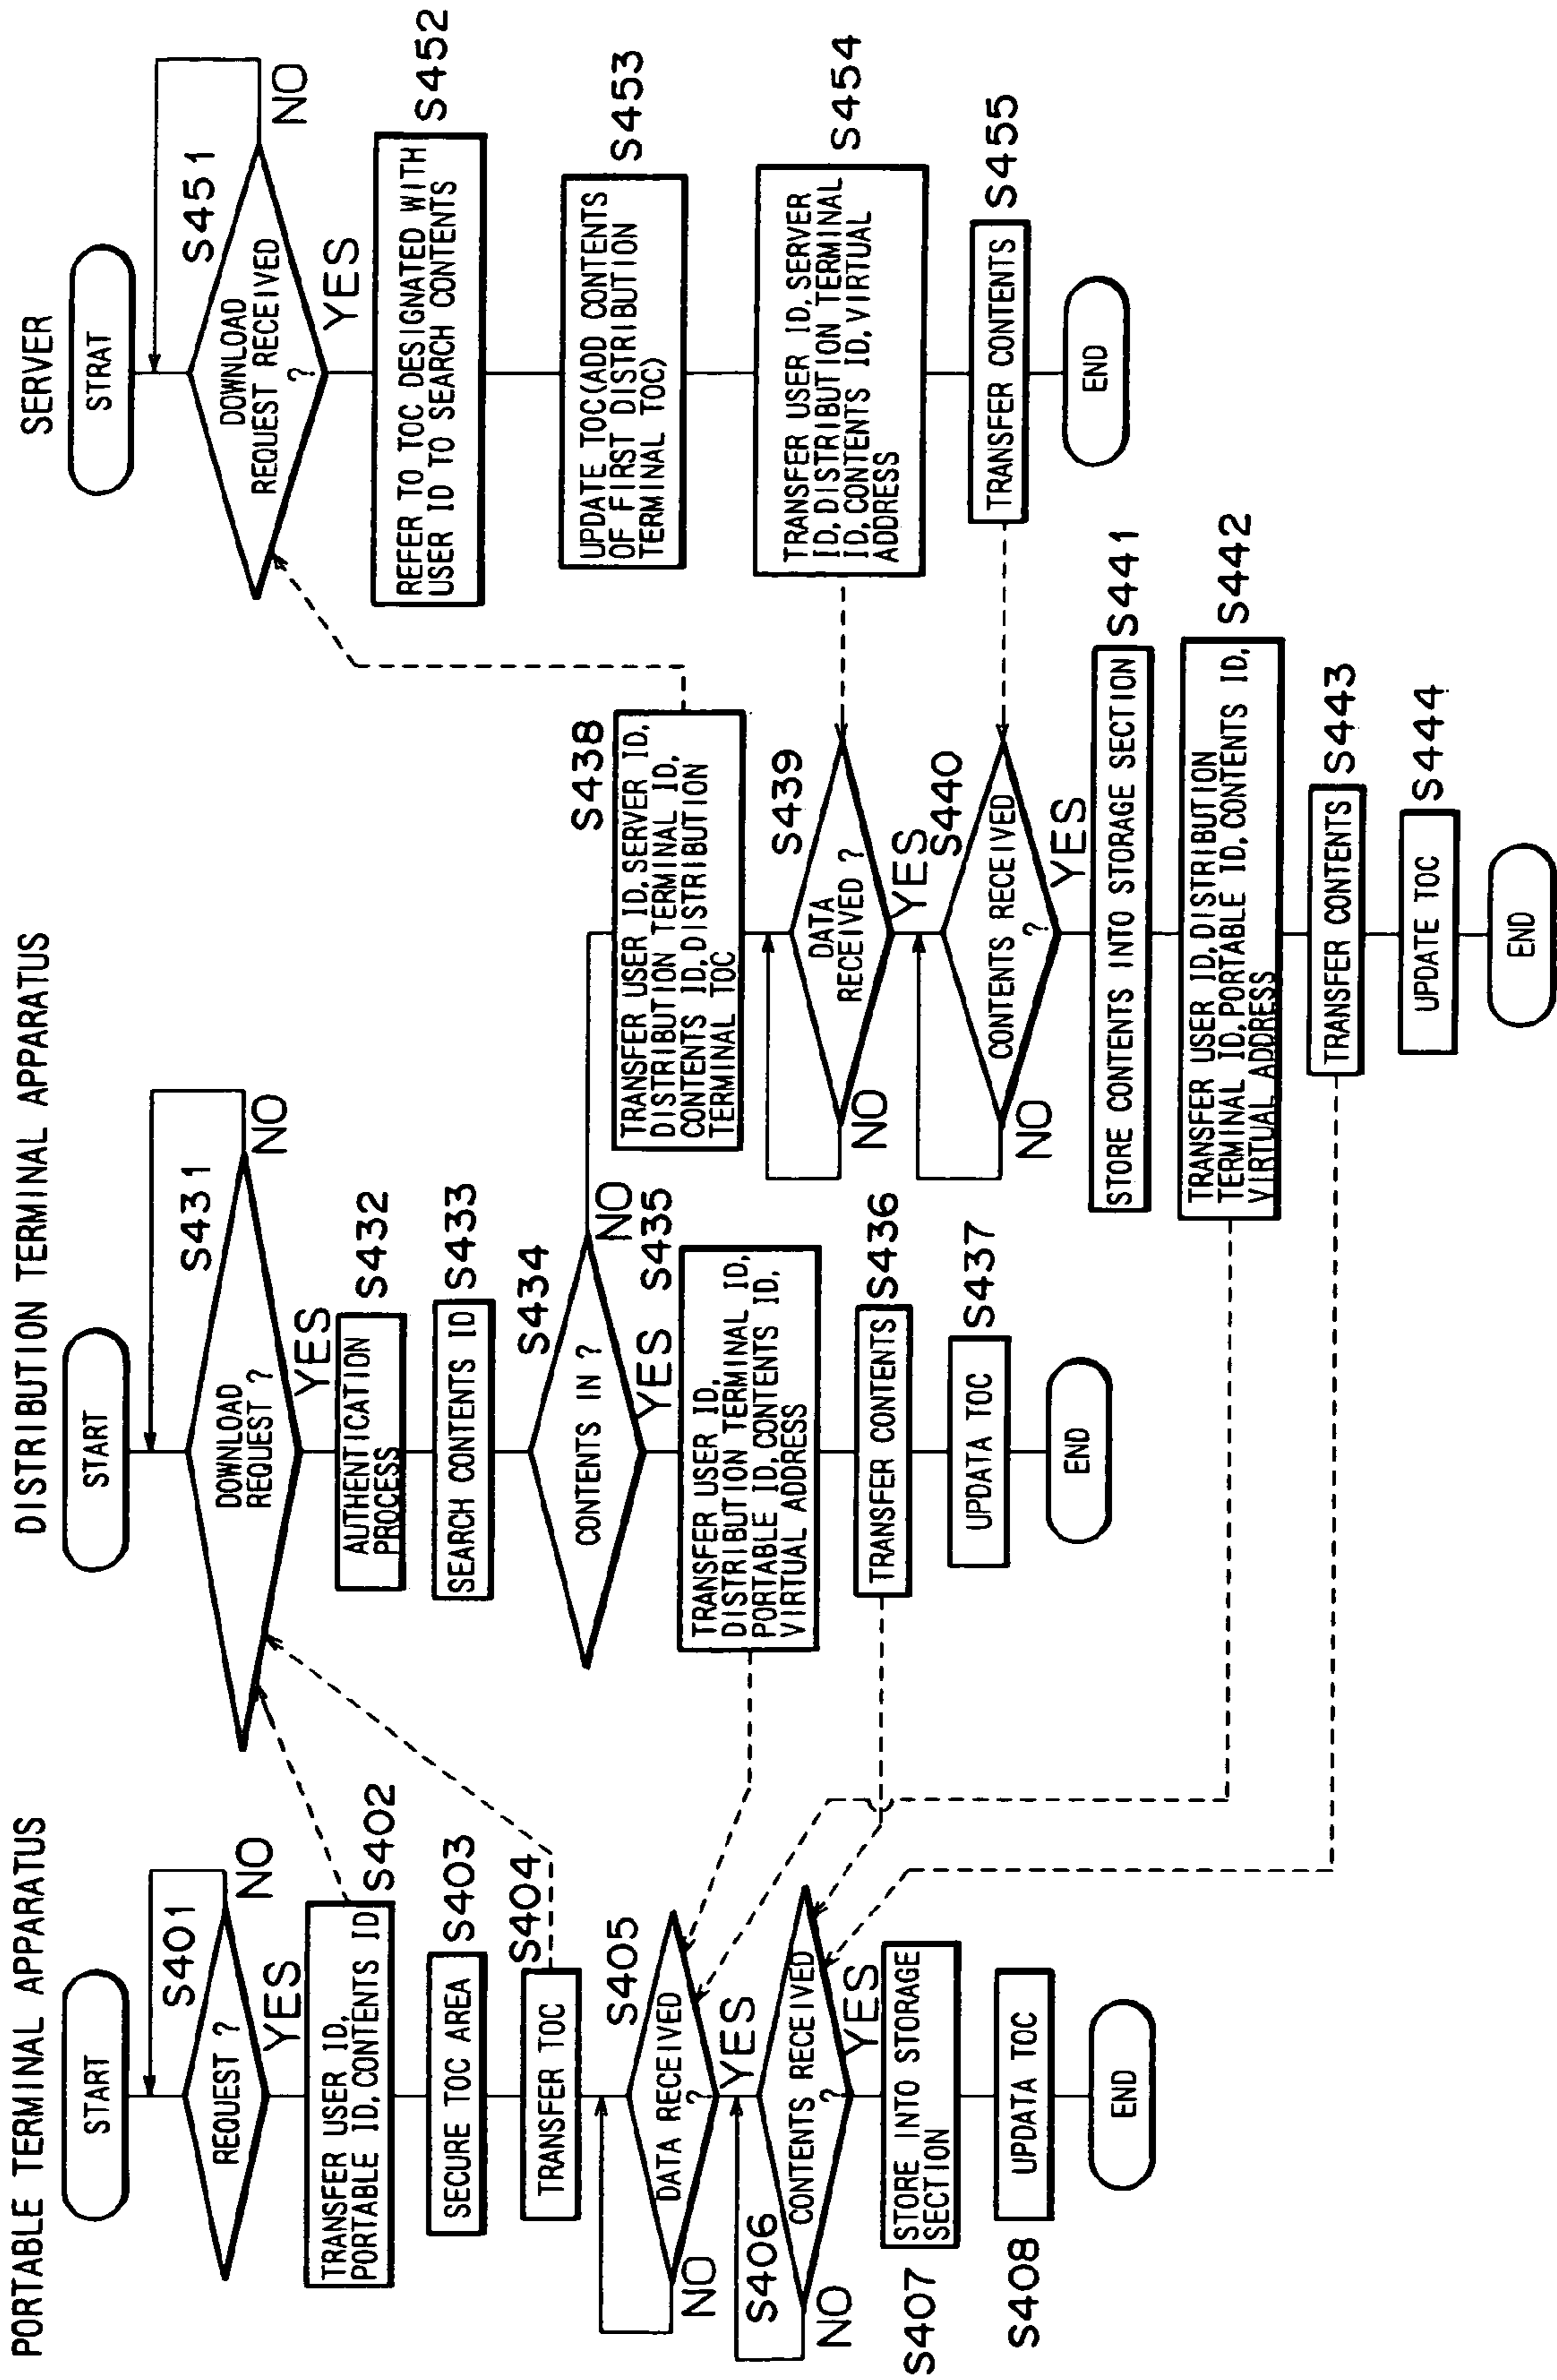 PORTABLE TERMINAL APPARATUS
START
S401
REQUEST ?
NO
YES
TRANSFER USER ID,
PORTABLE ID, CONTENTS ID
S402
SECURE TOC AREA
S403
TRANSFER TOC
S404
S405
DATA RECEIVED
?
NO
YES
S406
CONTENTS RECEIVED
?
NO
YES
S407
STORE INTO STORAGE
SECTION
S408
UPDATA TOC
END
DISTRIBUTION TERMINAL APPARATUS
START
S431
DOWNLOAD
REQUEST ?
NO
YES
AUTHENTICATION
PROCESS
S432
SEARCH CONTENTS ID
S433
S434
CONTENTS IN ?
NO
YES
S435
TRANSFER USER ID,
DISTRIBUTION TERMINAL ID,
PORTABLE ID, CONTENTS ID,
VIRTUAL ADDRESS
TRANSFER CONTENTS
S436
UPDATA TOC
S437
END
S438
TRANSFER USER ID, SERVER ID,
DISTRIBUTION TERMINAL ID,
CONTENTS ID, DISTRIBUTION
TERMINAL TOC
S439
DATA
RECEIVED ?
NO
YES
S440
CONTENTS RECEIVED
?
NO
YES
STORE CONTENTS INTO STORAGE SECTION
S441
TRANSFER USER ID, DISTRIBUTION
TERMINAL ID, PORTABLE ID, CONTENTS ID,
VIRTUAL ADDRESS
S442
TRANSFER CONTENTS
S443
UPDATE TOC
S444
END
SERVER
STRAT
S451
DOWNLOAD
REQUEST RECEIVED
?
NO
YES
REFER TO TOC DESIGNATED WITH
USER ID TO SEARCH CONTENTS
S452
UPDATE TOC(ADD CONTENTS
OF FIRST DISTRIBUTION
TERMINAL TOC)
S453
TRANSFER USER ID, SERVER
ID, DISTRIBUTION TERMINAL
ID, CONTENTS ID, VIRTUAL
ADDRESS
S454
TRANSFER CONTENTS
S455
END